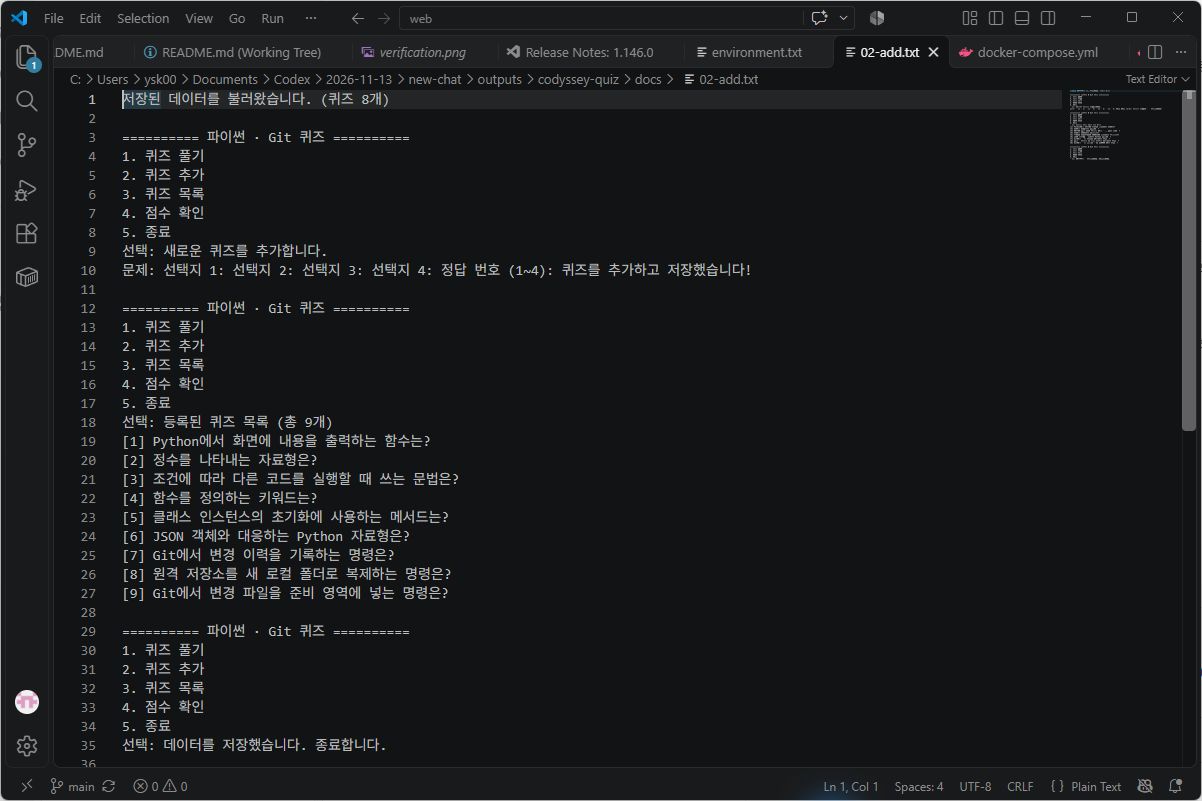 File Edit Selection View Go Run ··· web
DME.md README.md (Working Tree) verification.png Release Notes: 1.146.0 environment.txt 02-add.txt docker-compose.yml ···
C: > Users > ysk00 > Documents > Codex > 2026-11-13 > new-chat > outputs > codyssey-quiz > docs > 02-add.txt Text Editor
1 저장된 데이터를 불러왔습니다. (퀴즈 8개)
2
3 ========== 파이썬 · Git 퀴즈 ==========
4 1. 퀴즈 풀기
5 2. 퀴즈 추가
6 3. 퀴즈 목록
7 4. 점수 확인
8 5. 종료
9 선택: 새로운 퀴즈를 추가합니다.
10 문제: 선택지 1: 선택지 2: 선택지 3: 선택지 4: 정답 번호 (1~4): 퀴즈를 추가하고 저장했습니다!
11
12 ========== 파이썬 · Git 퀴즈 ==========
13 1. 퀴즈 풀기
14 2. 퀴즈 추가
15 3. 퀴즈 목록
16 4. 점수 확인
17 5. 종료
18 선택: 등록된 퀴즈 목록 (총 9개)
19 [1] Python에서 화면에 내용을 출력하는 함수는?
20 [2] 정수를 나타내는 자료형은?
21 [3] 조건에 따라 다른 코드를 실행할 때 쓰는 문법은?
22 [4] 함수를 정의하는 키워드는?
23 [5] 클래스 인스턴스의 초기화에 사용하는 메서드는?
24 [6] JSON 객체와 대응하는 Python 자료형은?
25 [7] Git에서 변경 이력을 기록하는 명령은?
26 [8] 원격 저장소를 새 로컬 폴더로 복제하는 명령은?
27 [9] Git에서 변경 파일을 준비 영역에 넣는 명령은?
28
29 ========== 파이썬 · Git 퀴즈 ==========
30 1. 퀴즈 풀기
31 2. 퀴즈 추가
32 3. 퀴즈 목록
33 4. 점수 확인
34 5. 종료
35 선택: 데이터를 저장했습니다. 종료합니다.
36
1
main 0 0 Ln 1, Col 1 Spaces: 4 UTF-8 CRLF { } Plain Text